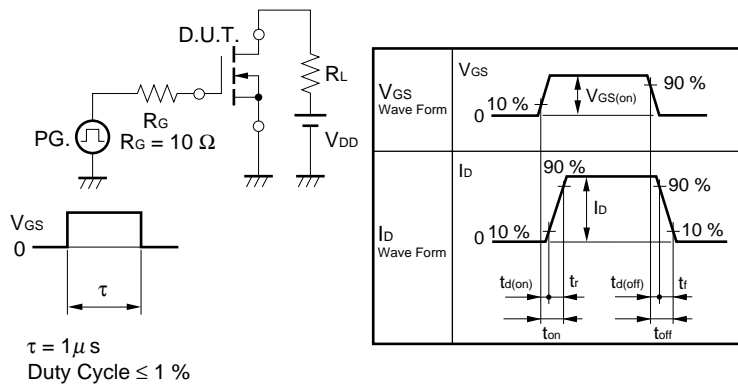 D.U.T.
RL
RG
PG.
RG = 10 Ω
VDD
VGS
0
τ
τ = 1μ s
Duty Cycle ≤ 1 %
VGS
Wave Form
VGS
10 %
0
VGS(on)
90 %
ID
Wave Form
ID
90 %
90 %
0 10 %
ID
10 %
td(on)
tr
td(off)
tf
ton
toff